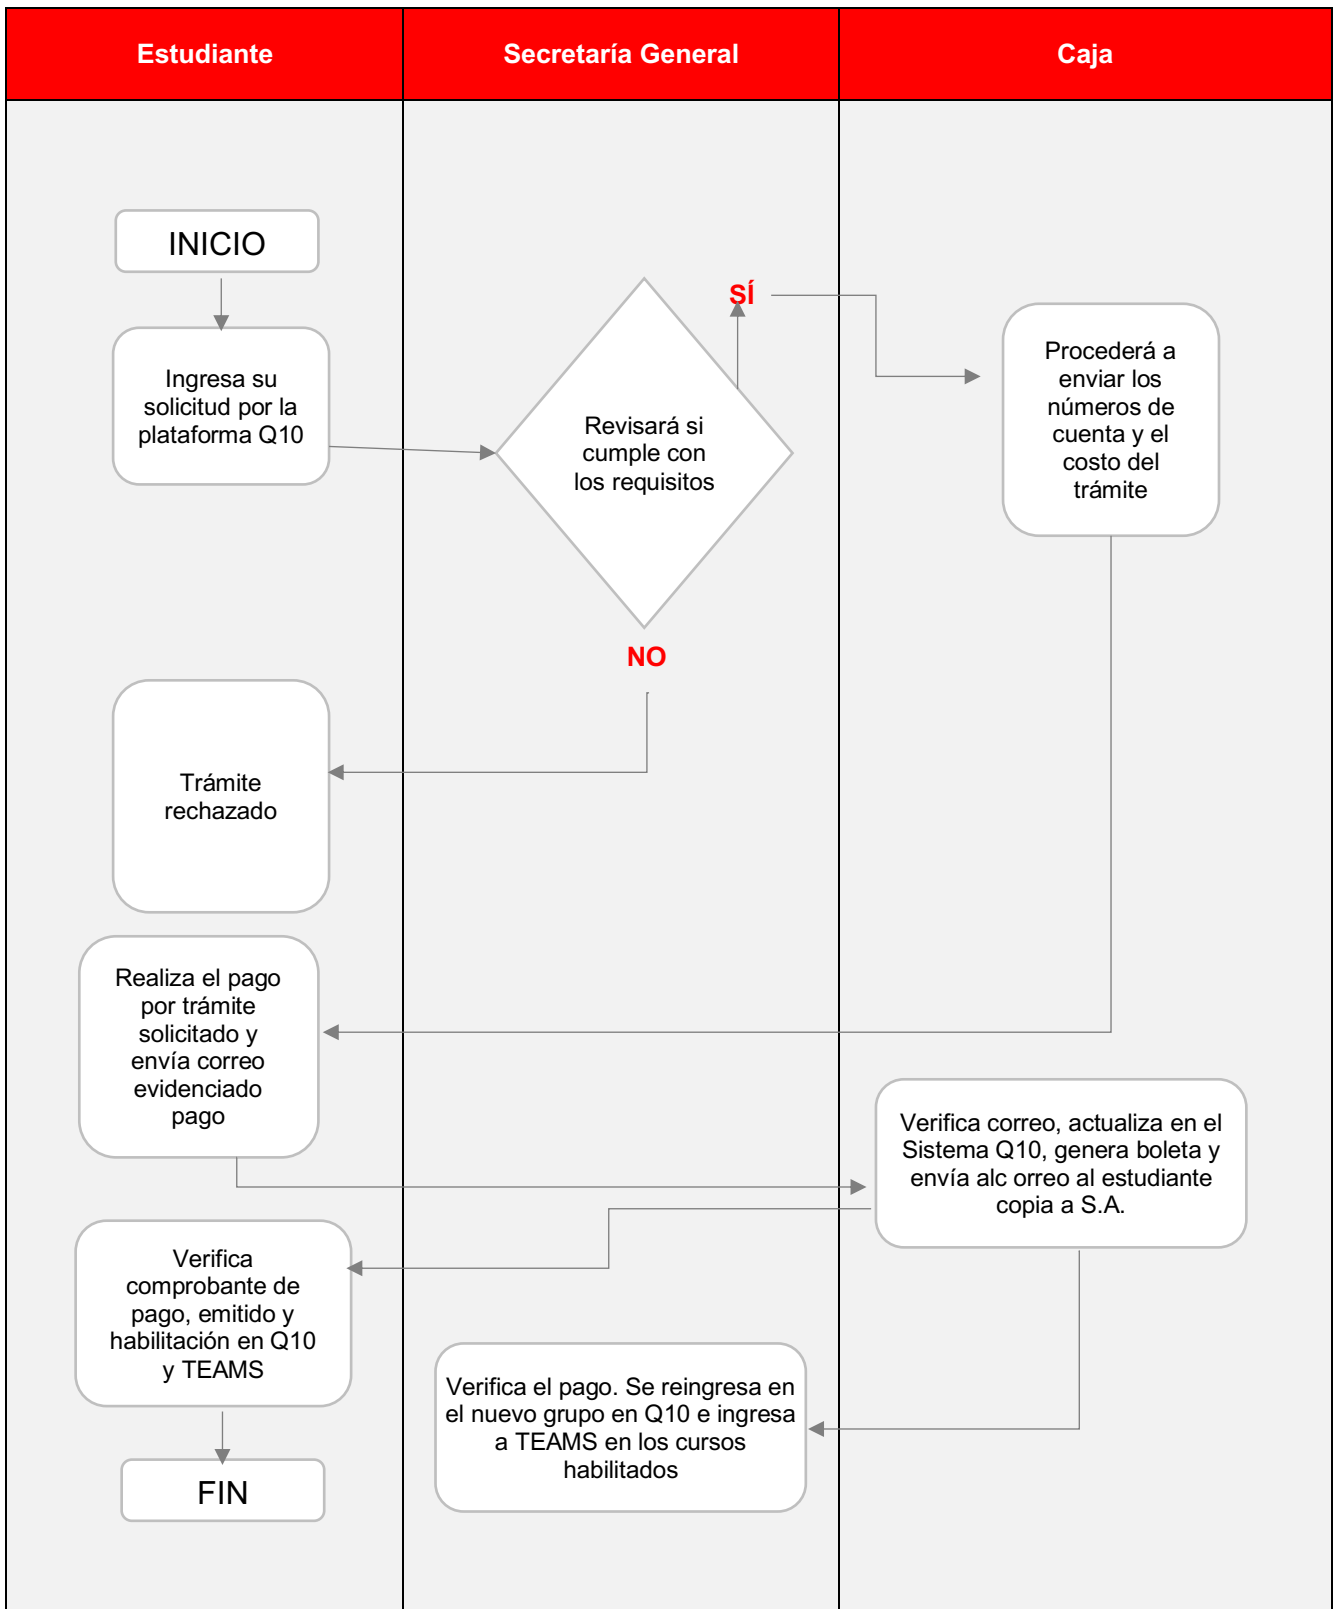 Estudiante
Secretaría General
Caja
INICIO
Ingresa su
solicitud por la
plataforma Q10
Revisará si
cumple con
los requisitos
SÍ
Procederá a
enviar los
números de
cuenta y el
costo del
trámite
NO
Trámite
rechazado
Realiza el pago
por trámite
solicitado y
envía correo
evidenciado
pago
Verifica correo, actualiza en el
Sistema Q10, genera boleta y
envía alc orreo al estudiante
copia a S.A.
Verifica
comprobante de
pago, emitido y
habilitación en Q10
y TEAMS
Verifica el pago. Se reingresa en
el nuevo grupo en Q10 e ingresa
a TEAMS en los cursos
habilitados
FIN